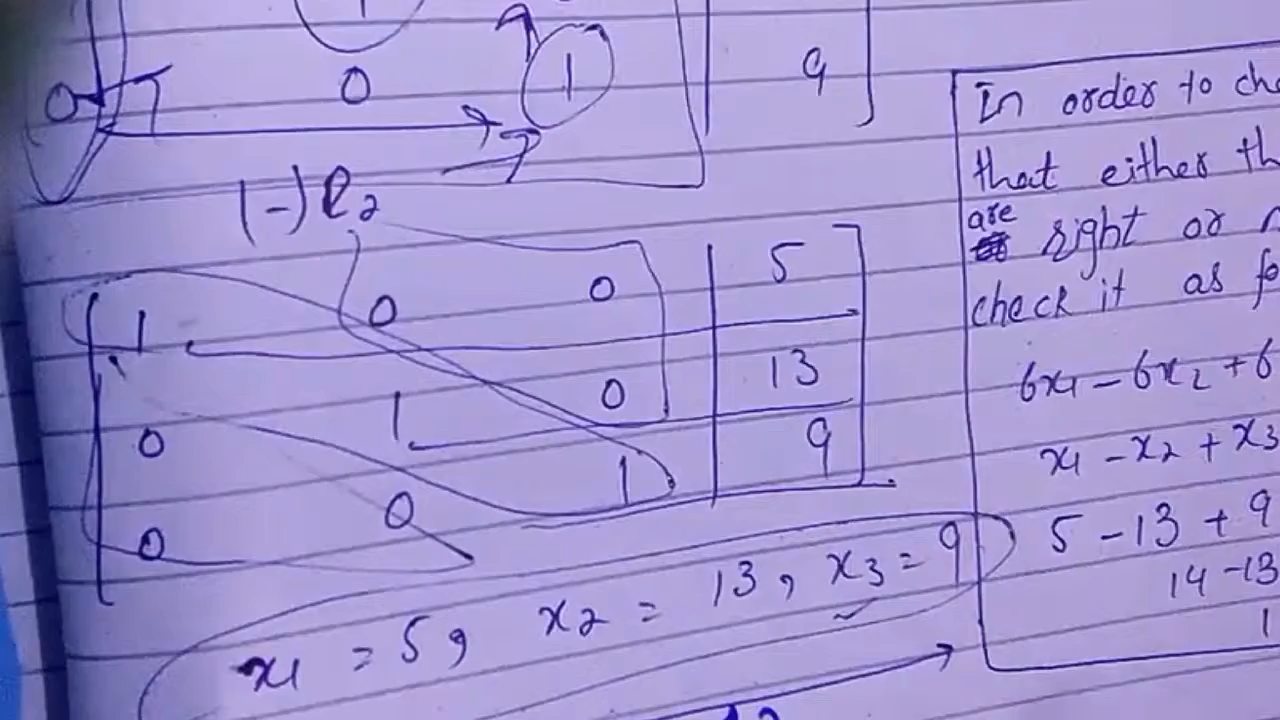 1
0 0 1 9
(-)R2
1 0 0 5
0 1 0 13
0 0 1 9
x1 = 5, x2 = 13, x3 = 9
In order to che
that either th
are
right or n
check it as fo
6x1 - 6x2 + 6
x1 - x2 + x3
5 - 13 + 9
14 - 13
1